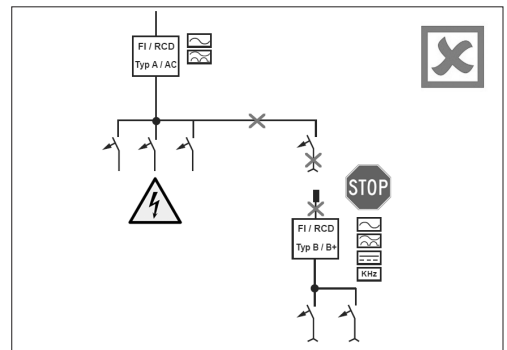 FI / RCD
Typ A / AC
STOP
FI / RCD
Typ B / B+
KHz